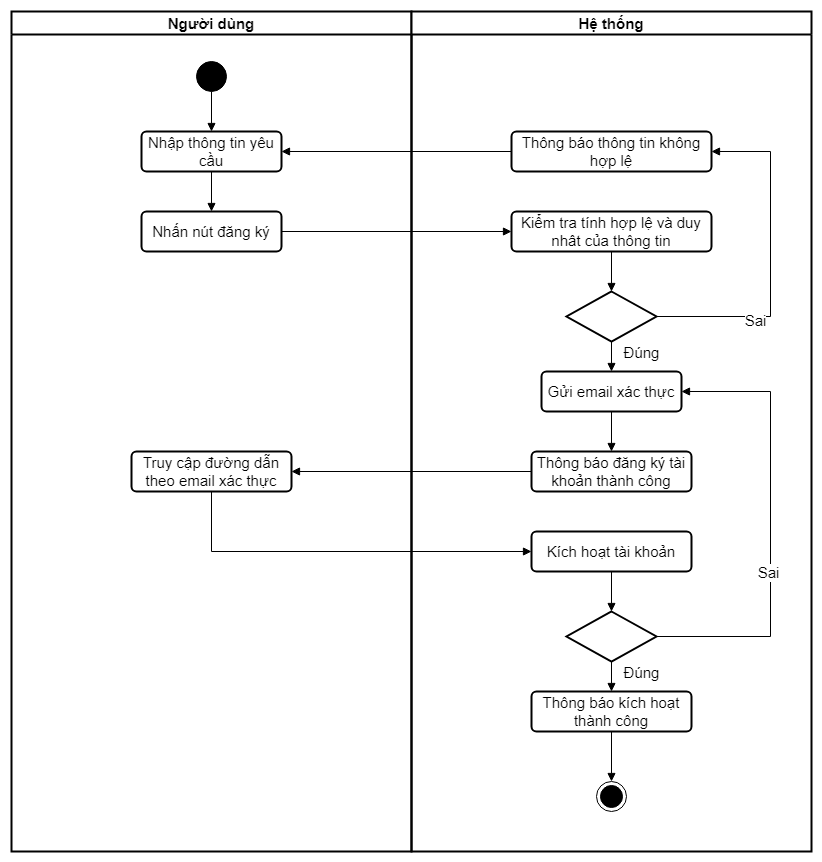 Người dùng
Hệ thống
Nhập thông tin yêu
cầu
Thông báo thông tin không
hợp lệ
Nhấn nút đăng ký
Kiểm tra tính hợp lệ và duy
nhât của thông tin
Sai
Đúng
Gửi email xác thực
Truy cập đường dẫn
theo email xác thực
Thông báo đăng ký tài
khoản thành công
Kích hoạt tài khoản
Sai
Đúng
Thông báo kích hoạt
thành công